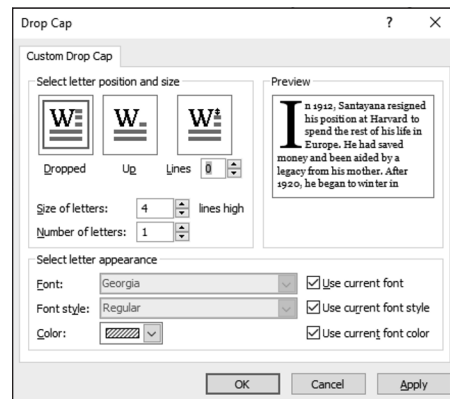 Drop Cap ? ×
Custom Drop Cap
Select letter position and size
W W W
Dropped Up Lines 0
Size of letters: 4 lines high
Number of letters: 1
Preview
In 1912, Santayana resigned
his position at Harvard to
spend the rest of his life in
Europe. He had saved
money and been aided by a
legacy from his mother. After
1920, he began to winter in
Select letter appearance
Font: Georgia Use current font
Font style: Regular Use current font style
Color: Use current font color
OK Cancel Apply